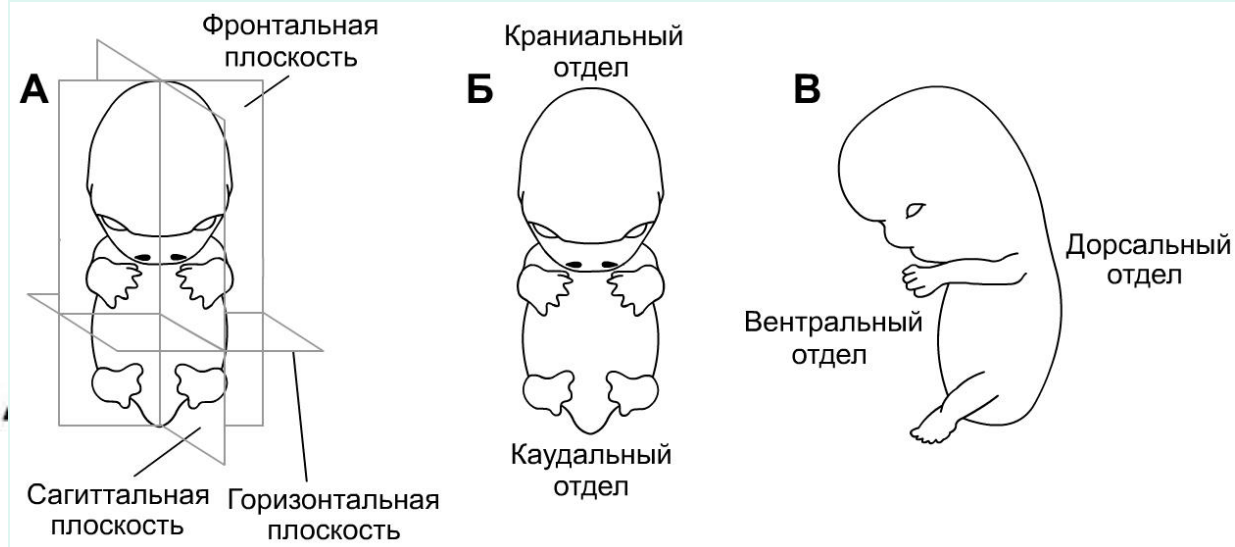 Фронтальная
плоскость
А
Сагиттальная
плоскость
Горизонтальная
плоскость
Б
Краниальный
отдел
Каудальный
отдел
В
Вентральный
отдел
Дорсальный
отдел